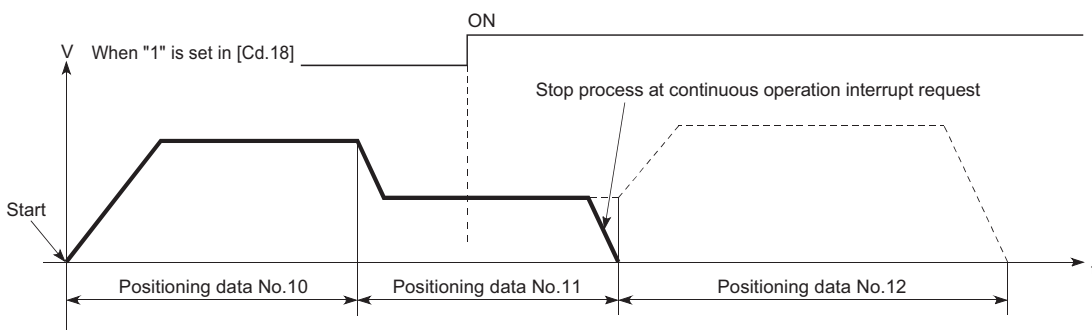 ON
V
When "1" is set in [Cd.18]
Stop process at continuous operation interrupt request
Start
Positioning data No.10
Positioning data No.11
Positioning data No.12